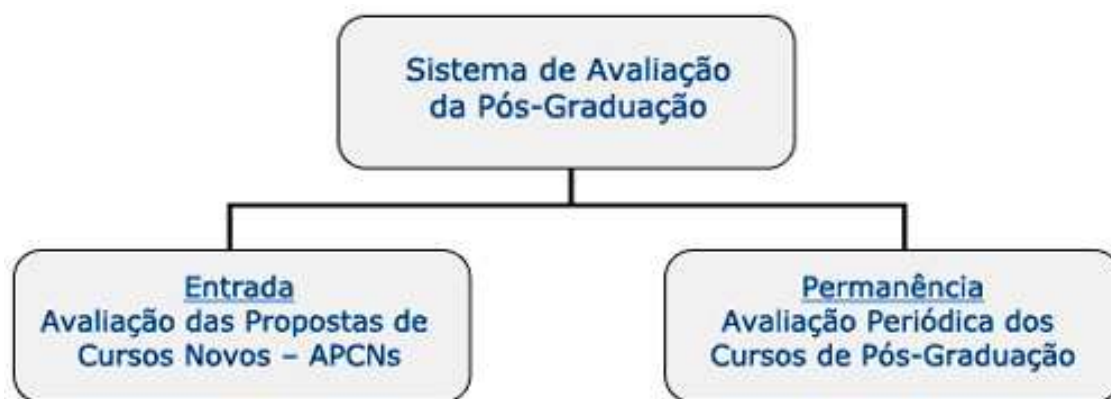 Sistema de Avaliação
da Pós-Graduação
Entrada
Avaliação das Propostas de
Cursos Novos – APCNs
Permanência
Avaliação Periódica dos
Cursos de Pós-Graduação